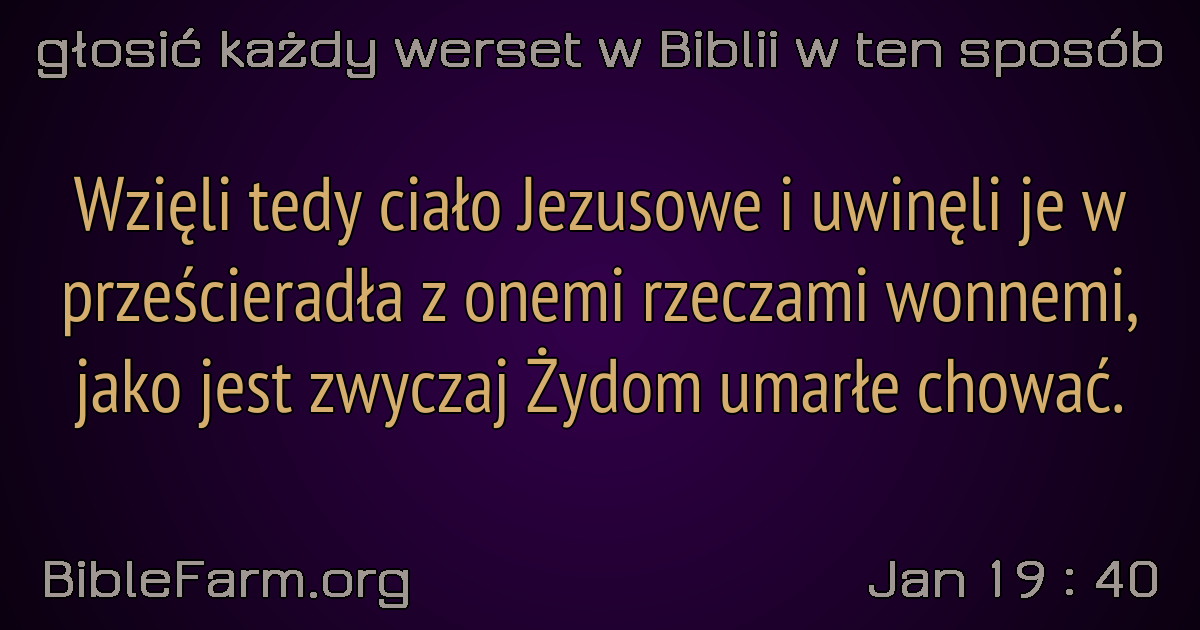 głosić każdy werset w Biblii w ten sposób
Wzięli tedy ciało Jezusowe i uwinęli je w
prześcieradła z onemi rzeczami wonnemi,
jako jest zwyczaj Żydom umarłe chować.
BibleFarm.org
Jan 19 : 40